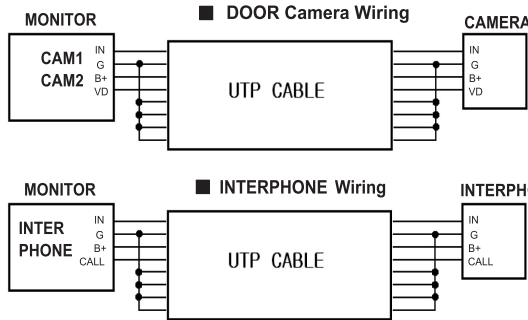 ■ DOOR Camera Wiring
MONITOR
CAM1
CAM2
IN
G
B+
VD
UTP CABLE
CAMERA
IN
G
B+
VD
■ INTERPHONE Wiring
MONITOR
INTER
PHONE
IN
G
B+
CALL
UTP CABLE
INTERPH
IN
G
B+
CALL